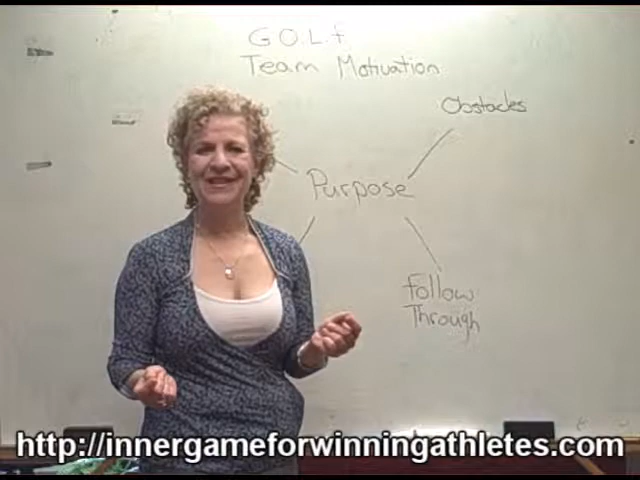 G.O.L.f
Team Motivation
Obstacles
Purpose
follow
Through
http://innergameforwinningathletes.com